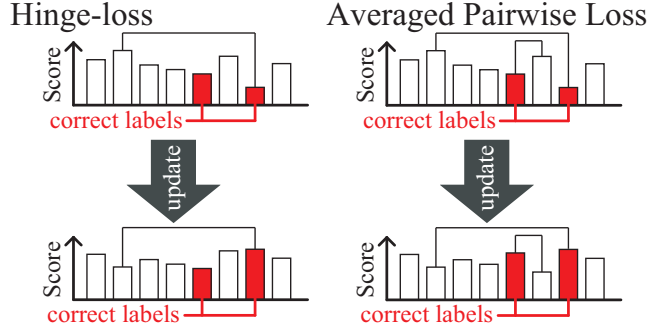 Hinge-loss
Averaged Pairwise Loss
Score
correct labels
Score
correct labels
update
update
Score
correct labels
Score
correct labels